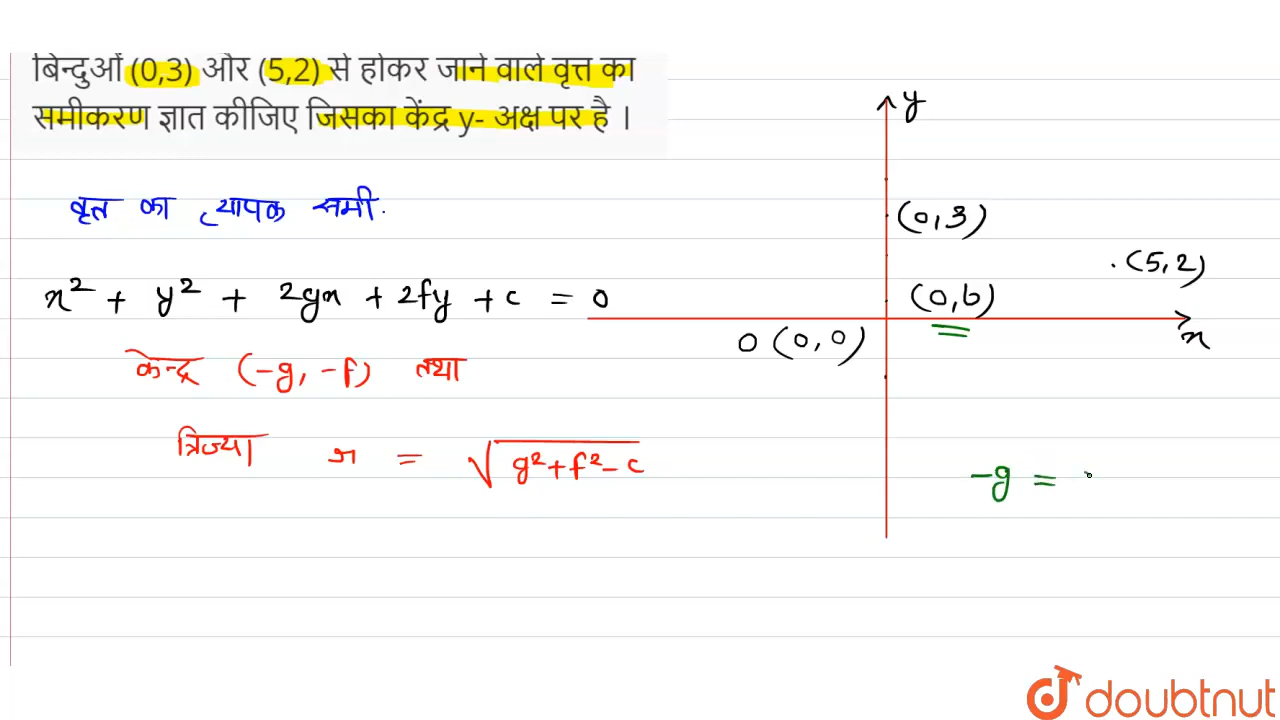 बिन्दुओं (0,3) और (5,2) से होकर जाने वाले वृत्त का
समीकरण ज्ञात कीजिए जिसका केंद्र y- अक्ष पर है ।
y
वृत्त का व्यापक समी.
(0,3)
.(5,2)
x² + y² + 2gx + 2fy + c = 0
(0,b)
0 (0,0)
x
केन्द्र (-g, -f) तथा
त्रिज्या r = √g²+f²-c
-g =
doubtnut